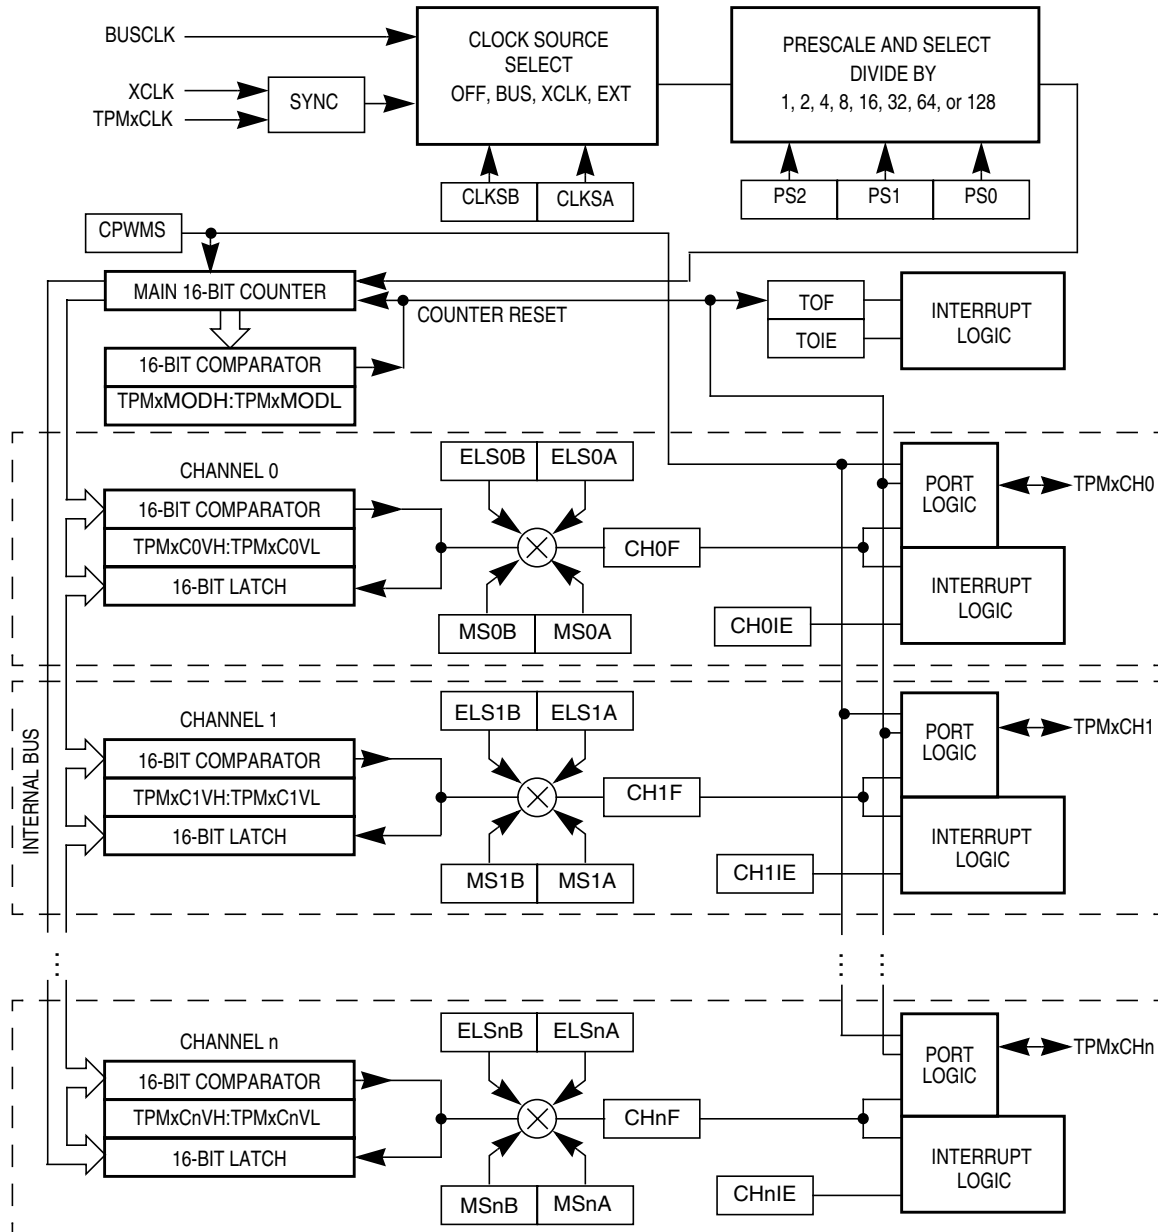 BUSCLK
CLOCK SOURCE
SELECT
OFF, BUS, XCLK, EXT
PRESCALE AND SELECT
DIVIDE BY
1, 2, 4, 8, 16, 32, 64, or 128
XCLK
TPMxCLK
SYNC
CLKSB
CLKSA
PS2
PS1
PS0
CPWMS
MAIN 16-BIT COUNTER
COUNTER RESET
TOF
TOIE
INTERRUPT
LOGIC
16-BIT COMPARATOR
TPMxMODH:TPMxMODL
CHANNEL 0
ELS0B
ELS0A
PORT
LOGIC
TPMxCH0
16-BIT COMPARATOR
TPMxC0VH:TPMxC0VL
16-BIT LATCH
CH0F
INTERRUPT
LOGIC
MS0B
MS0A
CH0IE
INTERNAL BUS
CHANNEL 1
ELS1B
ELS1A
PORT
LOGIC
TPMxCH1
16-BIT COMPARATOR
TPMxC1VH:TPMxC1VL
16-BIT LATCH
CH1F
INTERRUPT
LOGIC
MS1B
MS1A
CH1IE
CHANNEL n
ELSnB
ELSnA
PORT
LOGIC
TPMxCHn
16-BIT COMPARATOR
TPMxCnVH:TPMxCnVL
16-BIT LATCH
CHnF
INTERRUPT
LOGIC
MSnB
MSnA
CHnIE